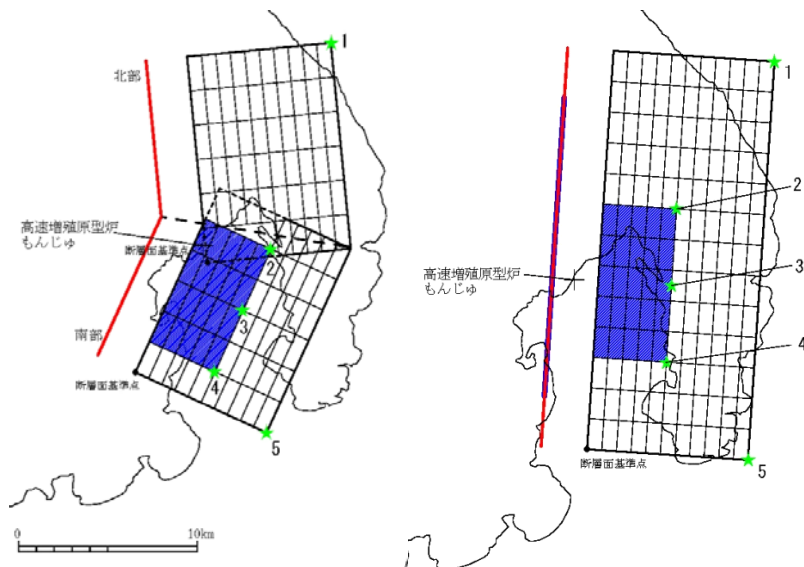 1
北部
高速増殖原型炉
もんじゅ
断層面基準点
2
南部
3
断層面基準点
4
5
0
10km
1
2
3
高速増殖原型炉
もんじゅ
4
断層面基準点
5